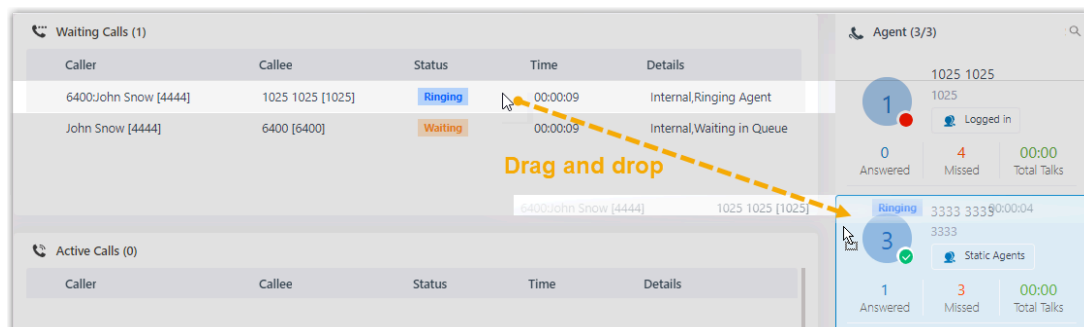 Waiting Calls (1)
Caller Callee Status Time Details
6400:John Snow [4444] 1025 1025 [1025] Ringing 00:00:09 Internal,Ringing Agent
John Snow [4444] 6400 [6400] Waiting 00:00:09 Internal,Waiting in Queue
Drag and drop
6400:John Snow [4444] 1025 1025 [1025]
Active Calls (0)
Caller Callee Status Time Details
Agent (3/3)
1025 1025
1 1025
Logged in
0 4 00:00
Answered Missed Total Talks
Ringing 3333 3333 00:00:04
3 3333
Static Agents
1 3 00:00
Answered Missed Total Talks